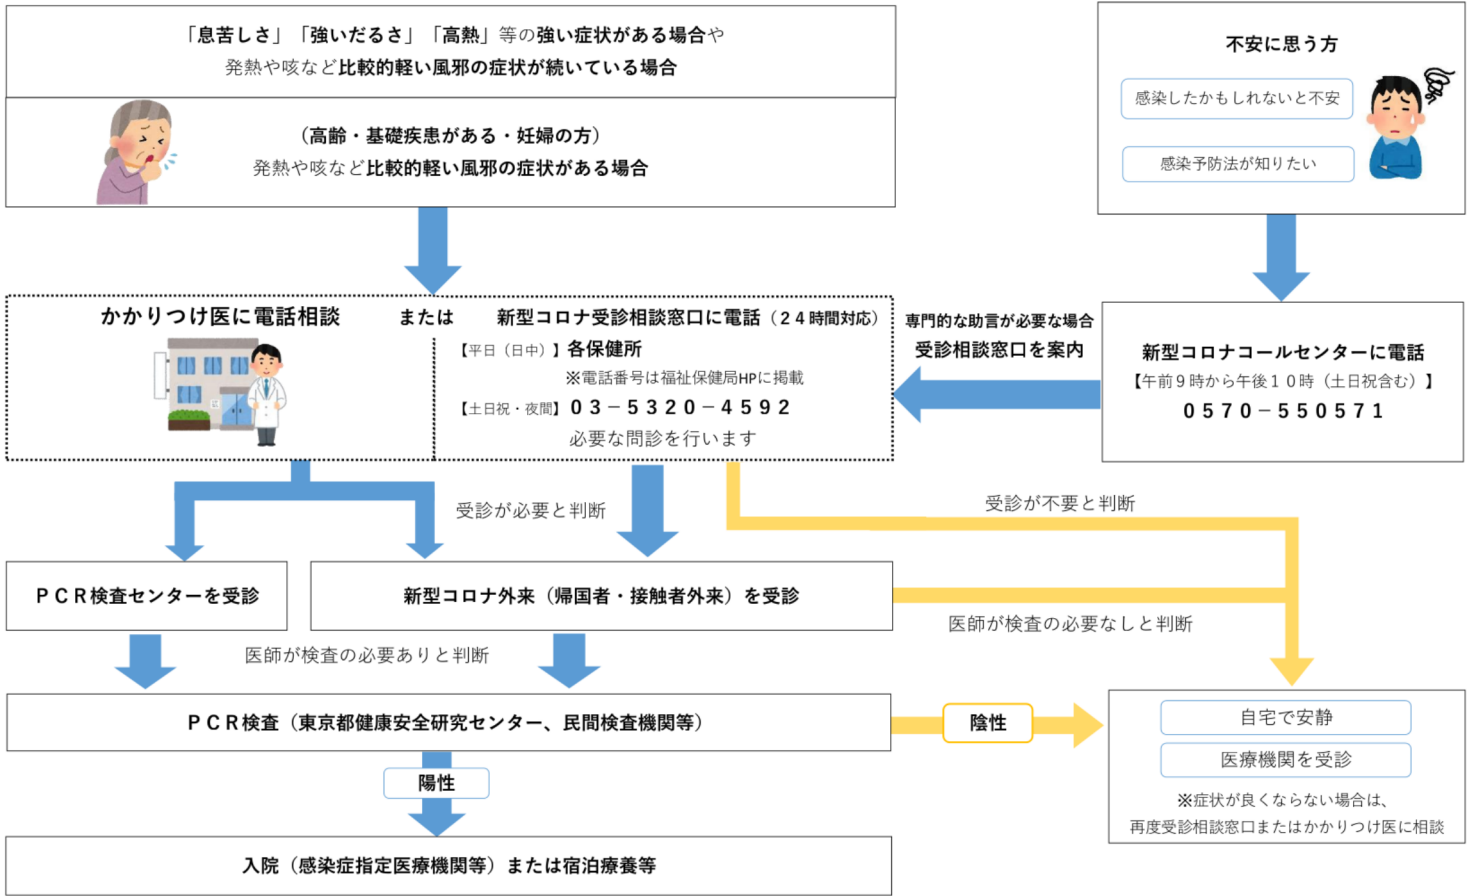 「息苦しさ」「強いだるさ」「高熱」等の強い症状がある場合や
発熱や咳など比較的軽い風邪の症状が続いている場合
（高齢・基礎疾患がある・妊婦の方）
発熱や咳など比較的軽い風邪の症状がある場合
不安に思う方
感染したかもしれないと不安
感染予防法が知りたい
かかりつけ医に電話相談
または
新型コロナ受診相談窓口に電話（２４時間対応）
【平日（日中）】各保健所
※電話番号は福祉保健局HPに掲載
【土日祝・夜間】０３－５３２０－４５９２
必要な問診を行います
専門的な助言が必要な場合
受診相談窓口を案内
新型コロナコールセンターに電話
【午前９時から午後１０時（土日祝含む）】
０５７０－５５０５７１
受診が必要と判断
受診が不要と判断
ＰＣＲ検査センターを受診
新型コロナ外来（帰国者・接触者外来）を受診
医師が検査の必要なしと判断
医師が検査の必要ありと判断
ＰＣＲ検査（東京都健康安全研究センター、民間検査機関等）
陰性
自宅で安静
医療機関を受診
※症状が良くならない場合は、
再度受診相談窓口またはかかりつけ医に相談
陽性
入院（感染症指定医療機関等）または宿泊療養等